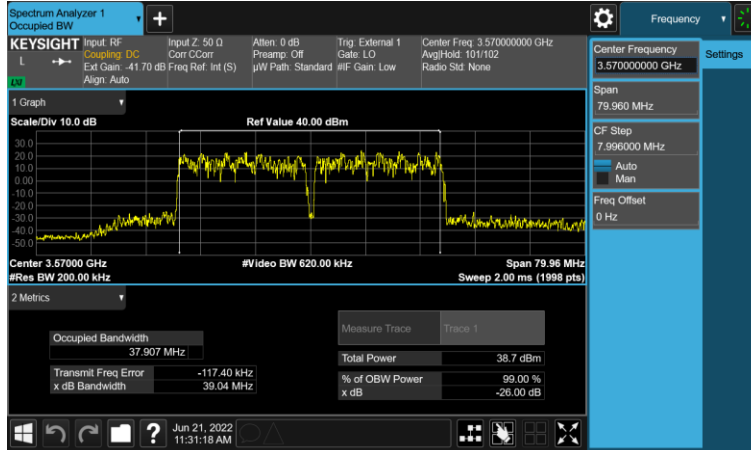 Spectrum Analyzer 1
Occupied BW
Frequency
KEYSIGHT
Input: RF
Coupling: DC
Ext Gain: -41.70 dB
Align: Auto
Input Z: 50 Ω
Corr CCorr
Freq Ref: Int (S)
Atten: 0 dB
Preamp: Off
µW Path: Standard
Trig: External 1
Gate: LO
#IF Gain: Low
Center Freq: 3.570000000 GHz
Avg|Hold: 101/102
Radio Std: None
L
LXI
Center Frequency
3.570000000 GHz
Settings
Span
79.960 MHz
CF Step
7.996000 MHz
Auto
Man
Freq Offset
0 Hz
1 Graph
Scale/Div 10.0 dB
Ref Value 40.00 dBm
30.0
20.0
10.0
0.00
-10.0
-20.0
-30.0
-40.0
-50.0
Center 3.57000 GHz
#Video BW 620.00 kHz
Span 79.96 MHz
#Res BW 200.00 kHz
Sweep 2.00 ms (1998 pts)
2 Metrics
Occupied Bandwidth
37.907 MHz
Transmit Freq Error -117.40 kHz
x dB Bandwidth 39.04 MHz
Measure Trace Trace 1
Total Power 38.7 dBm
% of OBW Power 99.00 %
x dB -26.00 dB
?
Jun 21, 2022
11:31:18 AM